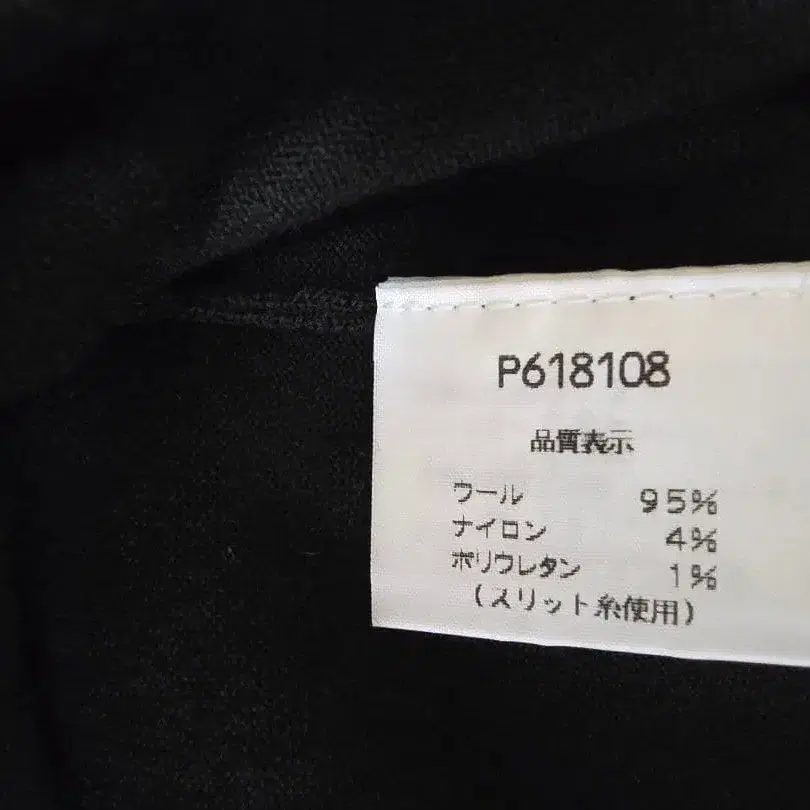 P618108
品質表示
ウール 95%
ナイロン 4%
ポリウレタン 1%
(スリット糸使用)